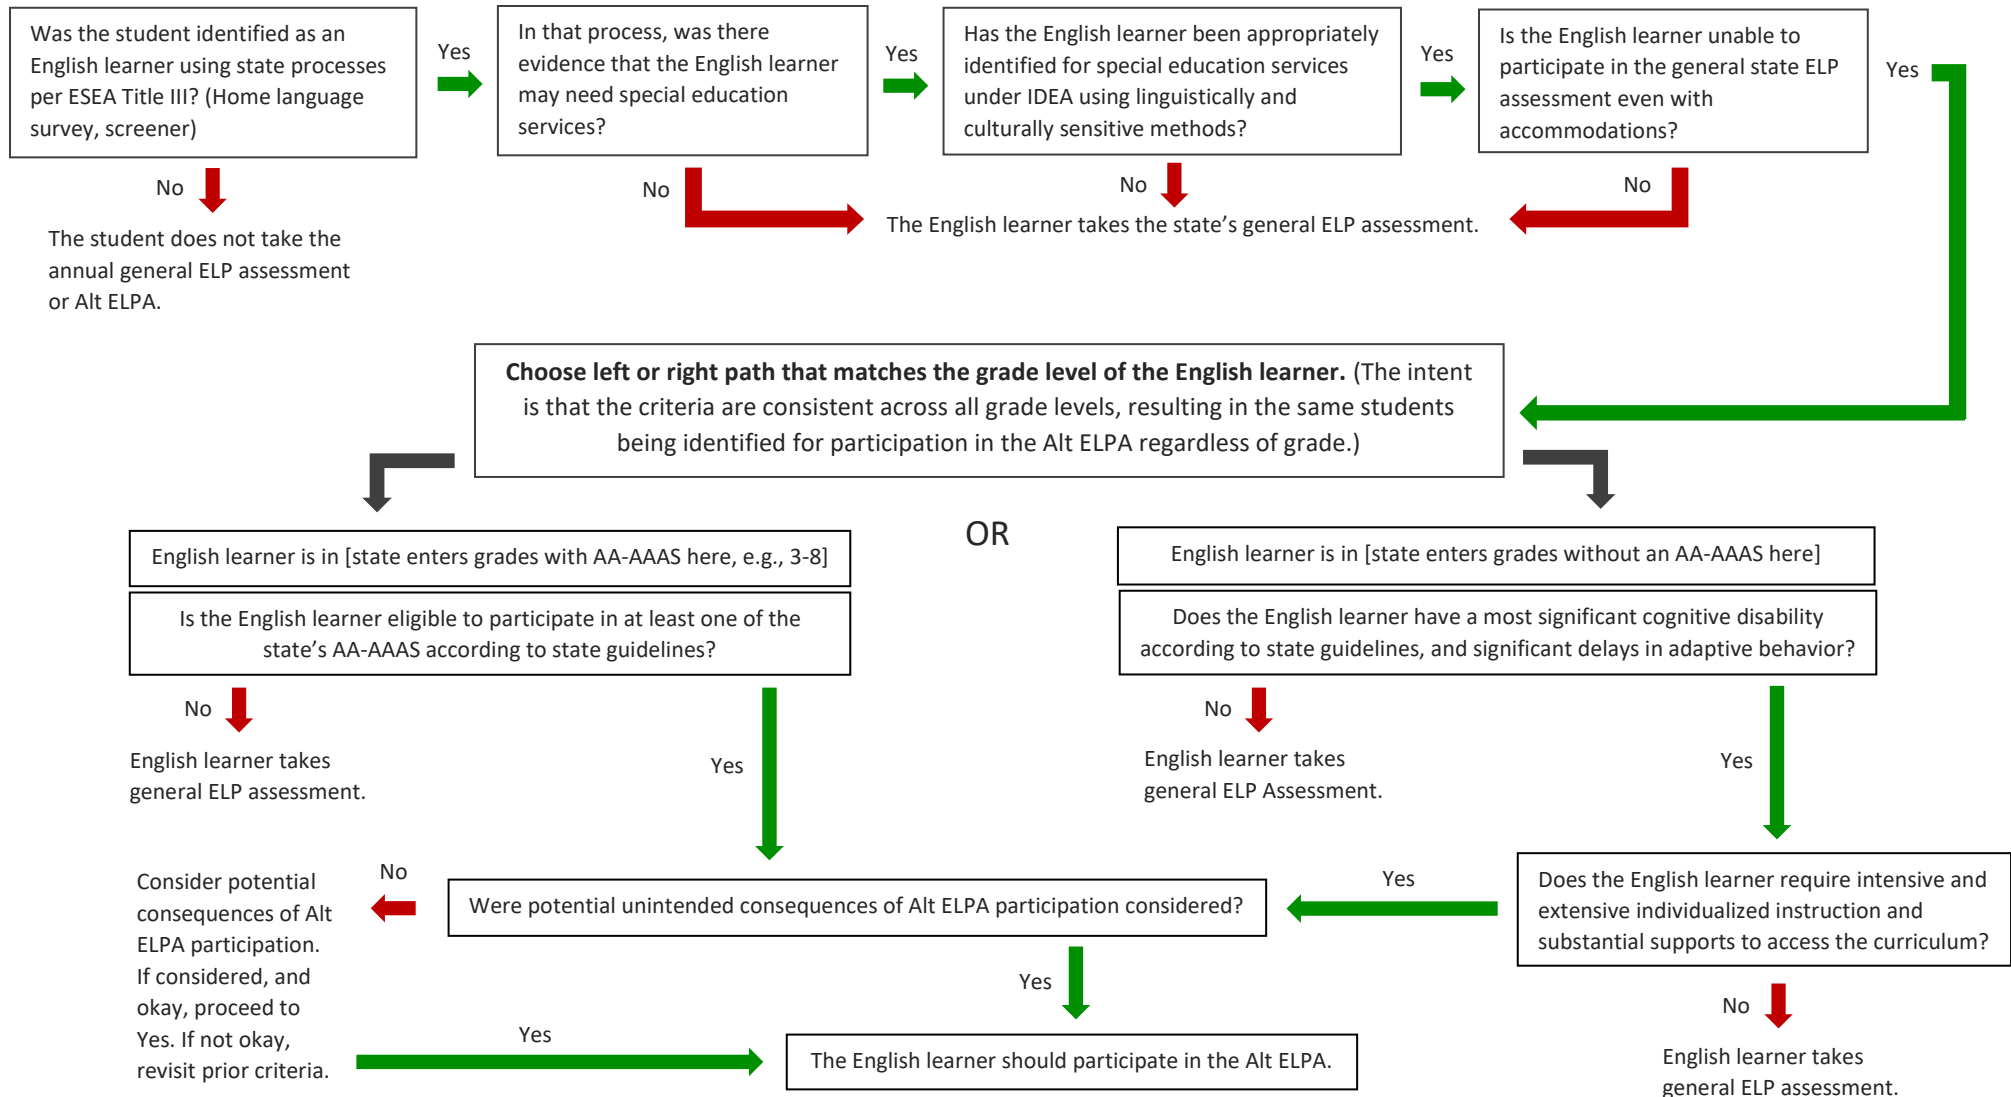 Was the student identified as an
English learner using state processes
per ESEA Title III? (Home language
survey, screener)
Yes
In that process, was there
evidence that the English learner
may need special education
services?
Yes
Has the English learner been appropriately
identified for special education services
under IDEA using linguistically and
culturally sensitive methods?
Yes
Is the English learner unable to
participate in the general state ELP
assessment even with
accommodations?
Yes
No
No
No
No
The student does not take the
annual general ELP assessment
or Alt ELPA.
The English learner takes the state’s general ELP assessment.
Choose left or right path that matches the grade level of the English learner. (The intent
is that the criteria are consistent across all grade levels, resulting in the same students
being identified for participation in the Alt ELPA regardless of grade.)
OR
English learner is in [state enters grades with AA-AAAS here, e.g., 3-8]
Is the English learner eligible to participate in at least one of the
state’s AA-AAAS according to state guidelines?
No
English learner takes
general ELP assessment.
Yes
English learner is in [state enters grades without an AA-AAAS here]
Does the English learner have a most significant cognitive disability
according to state guidelines, and significant delays in adaptive behavior?
No
English learner takes
general ELP Assessment.
Yes
Does the English learner require intensive and
extensive individualized instruction and
substantial supports to access the curriculum?
Yes
No
English learner takes
general ELP assessment.
Were potential unintended consequences of Alt ELPA participation considered?
No
Consider potential
consequences of Alt
ELPA participation.
If considered, and
okay, proceed to
Yes. If not okay,
revisit prior criteria.
Yes
Yes
The English learner should participate in the Alt ELPA.